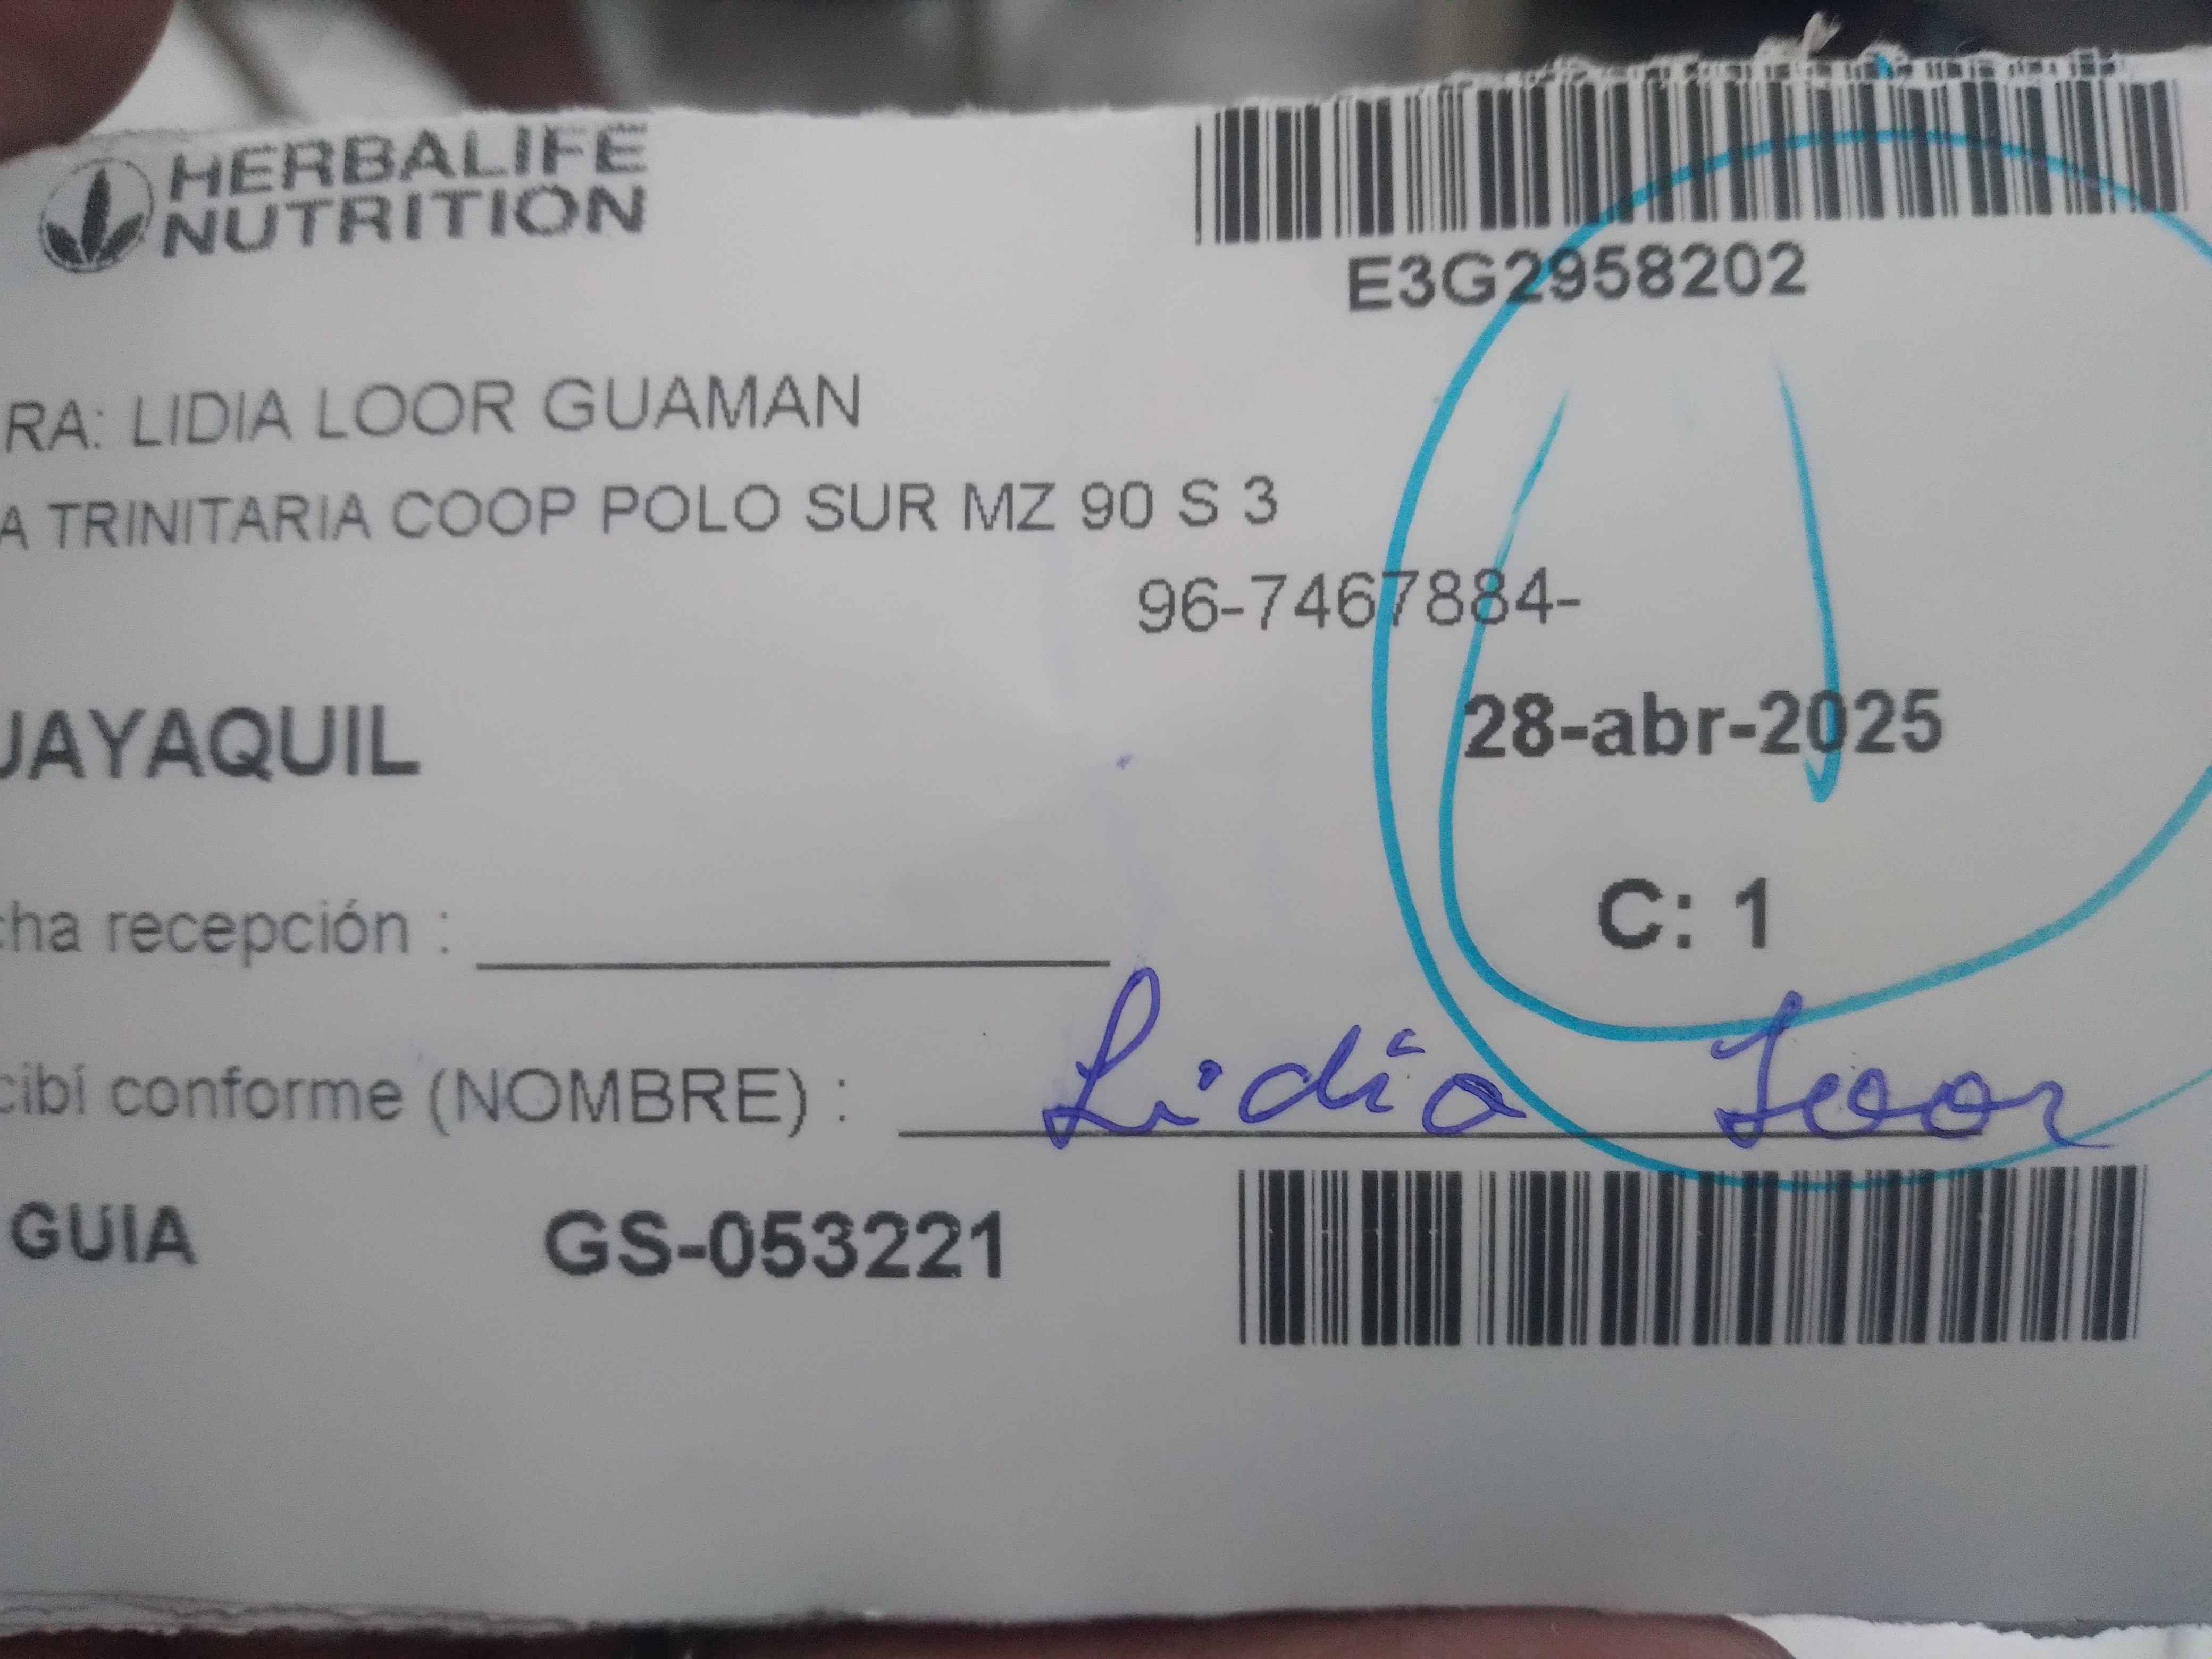 HERBALIFE
NUTRITION
E3G2958202
RA: LIDIA LOOR GUAMAN
A TRINITARIA COOP POLO SUR MZ 90 S 3
96-7467884-
UAYAQUIL
28-abr-2025
cha recepción :
C: 1
cibí conforme (NOMBRE) : Lidia Loor
GUIA GS-053221